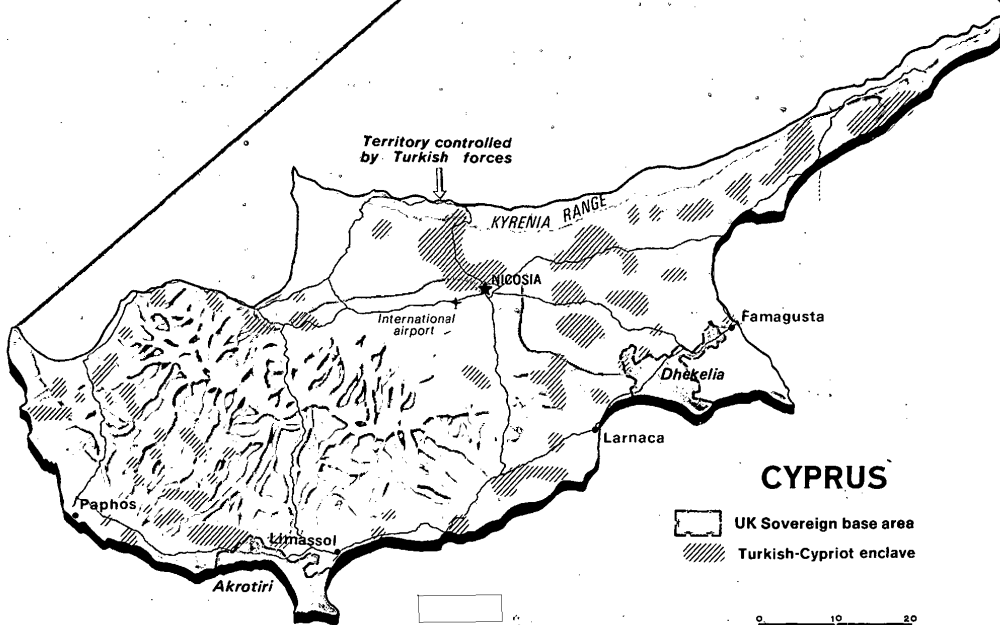 Territory controlled
by Turkish forces
KYRENIA RANGE
NICOSIA
International
airport
Famagusta
Dhekelia
Larnaca
Paphos
Limassol
Akrotiri
CYPRUS
UK Sovereign base area
Turkish-Cypriot enclave
0 10 20